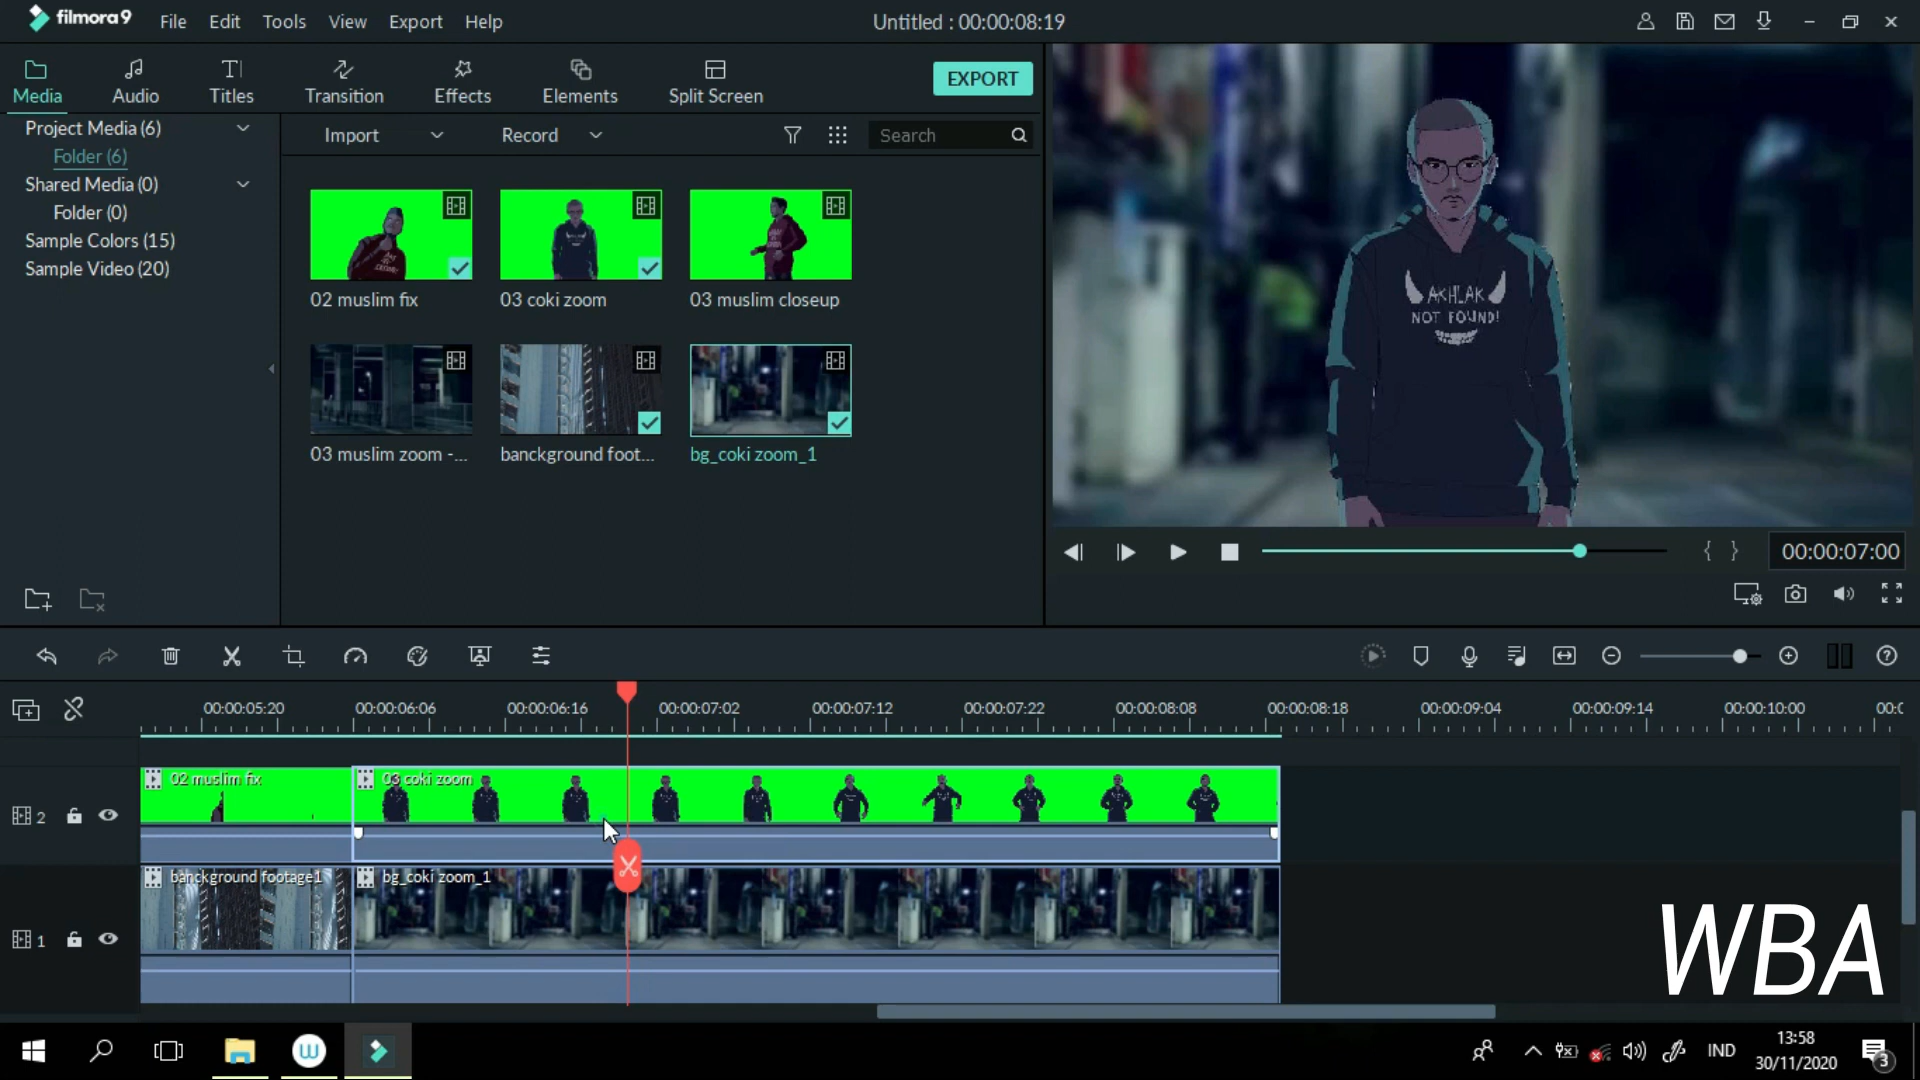 filmora9 File Edit Tools View Export Help Untitled : 00:00:08:19
Media Audio Titles Transition Effects Elements Split Screen EXPORT
Project Media (6)
Folder (6)
Shared Media (0)
Folder (0)
Sample Colors (15)
Sample Video (20)
Import Record Search
02 muslim fix 03 coki zoom 03 muslim closeup
03 muslim zoom -... banckground foot... bg_coki zoom_1
AKHLAK
NOT FOUND!
00:00:07:00
00:00:05:20 00:00:06:06 00:00:06:16 00:00:07:02 00:00:07:12 00:00:07:22 00:00:08:08 00:00:08:18 00:00:09:04 00:00:09:14 00:00:10:00 00:0
02 muslim fix 03 coki zoom
2
banckground footage1 bg_coki zoom_1
1
WBA
IND
13:58
30/11/2020
3